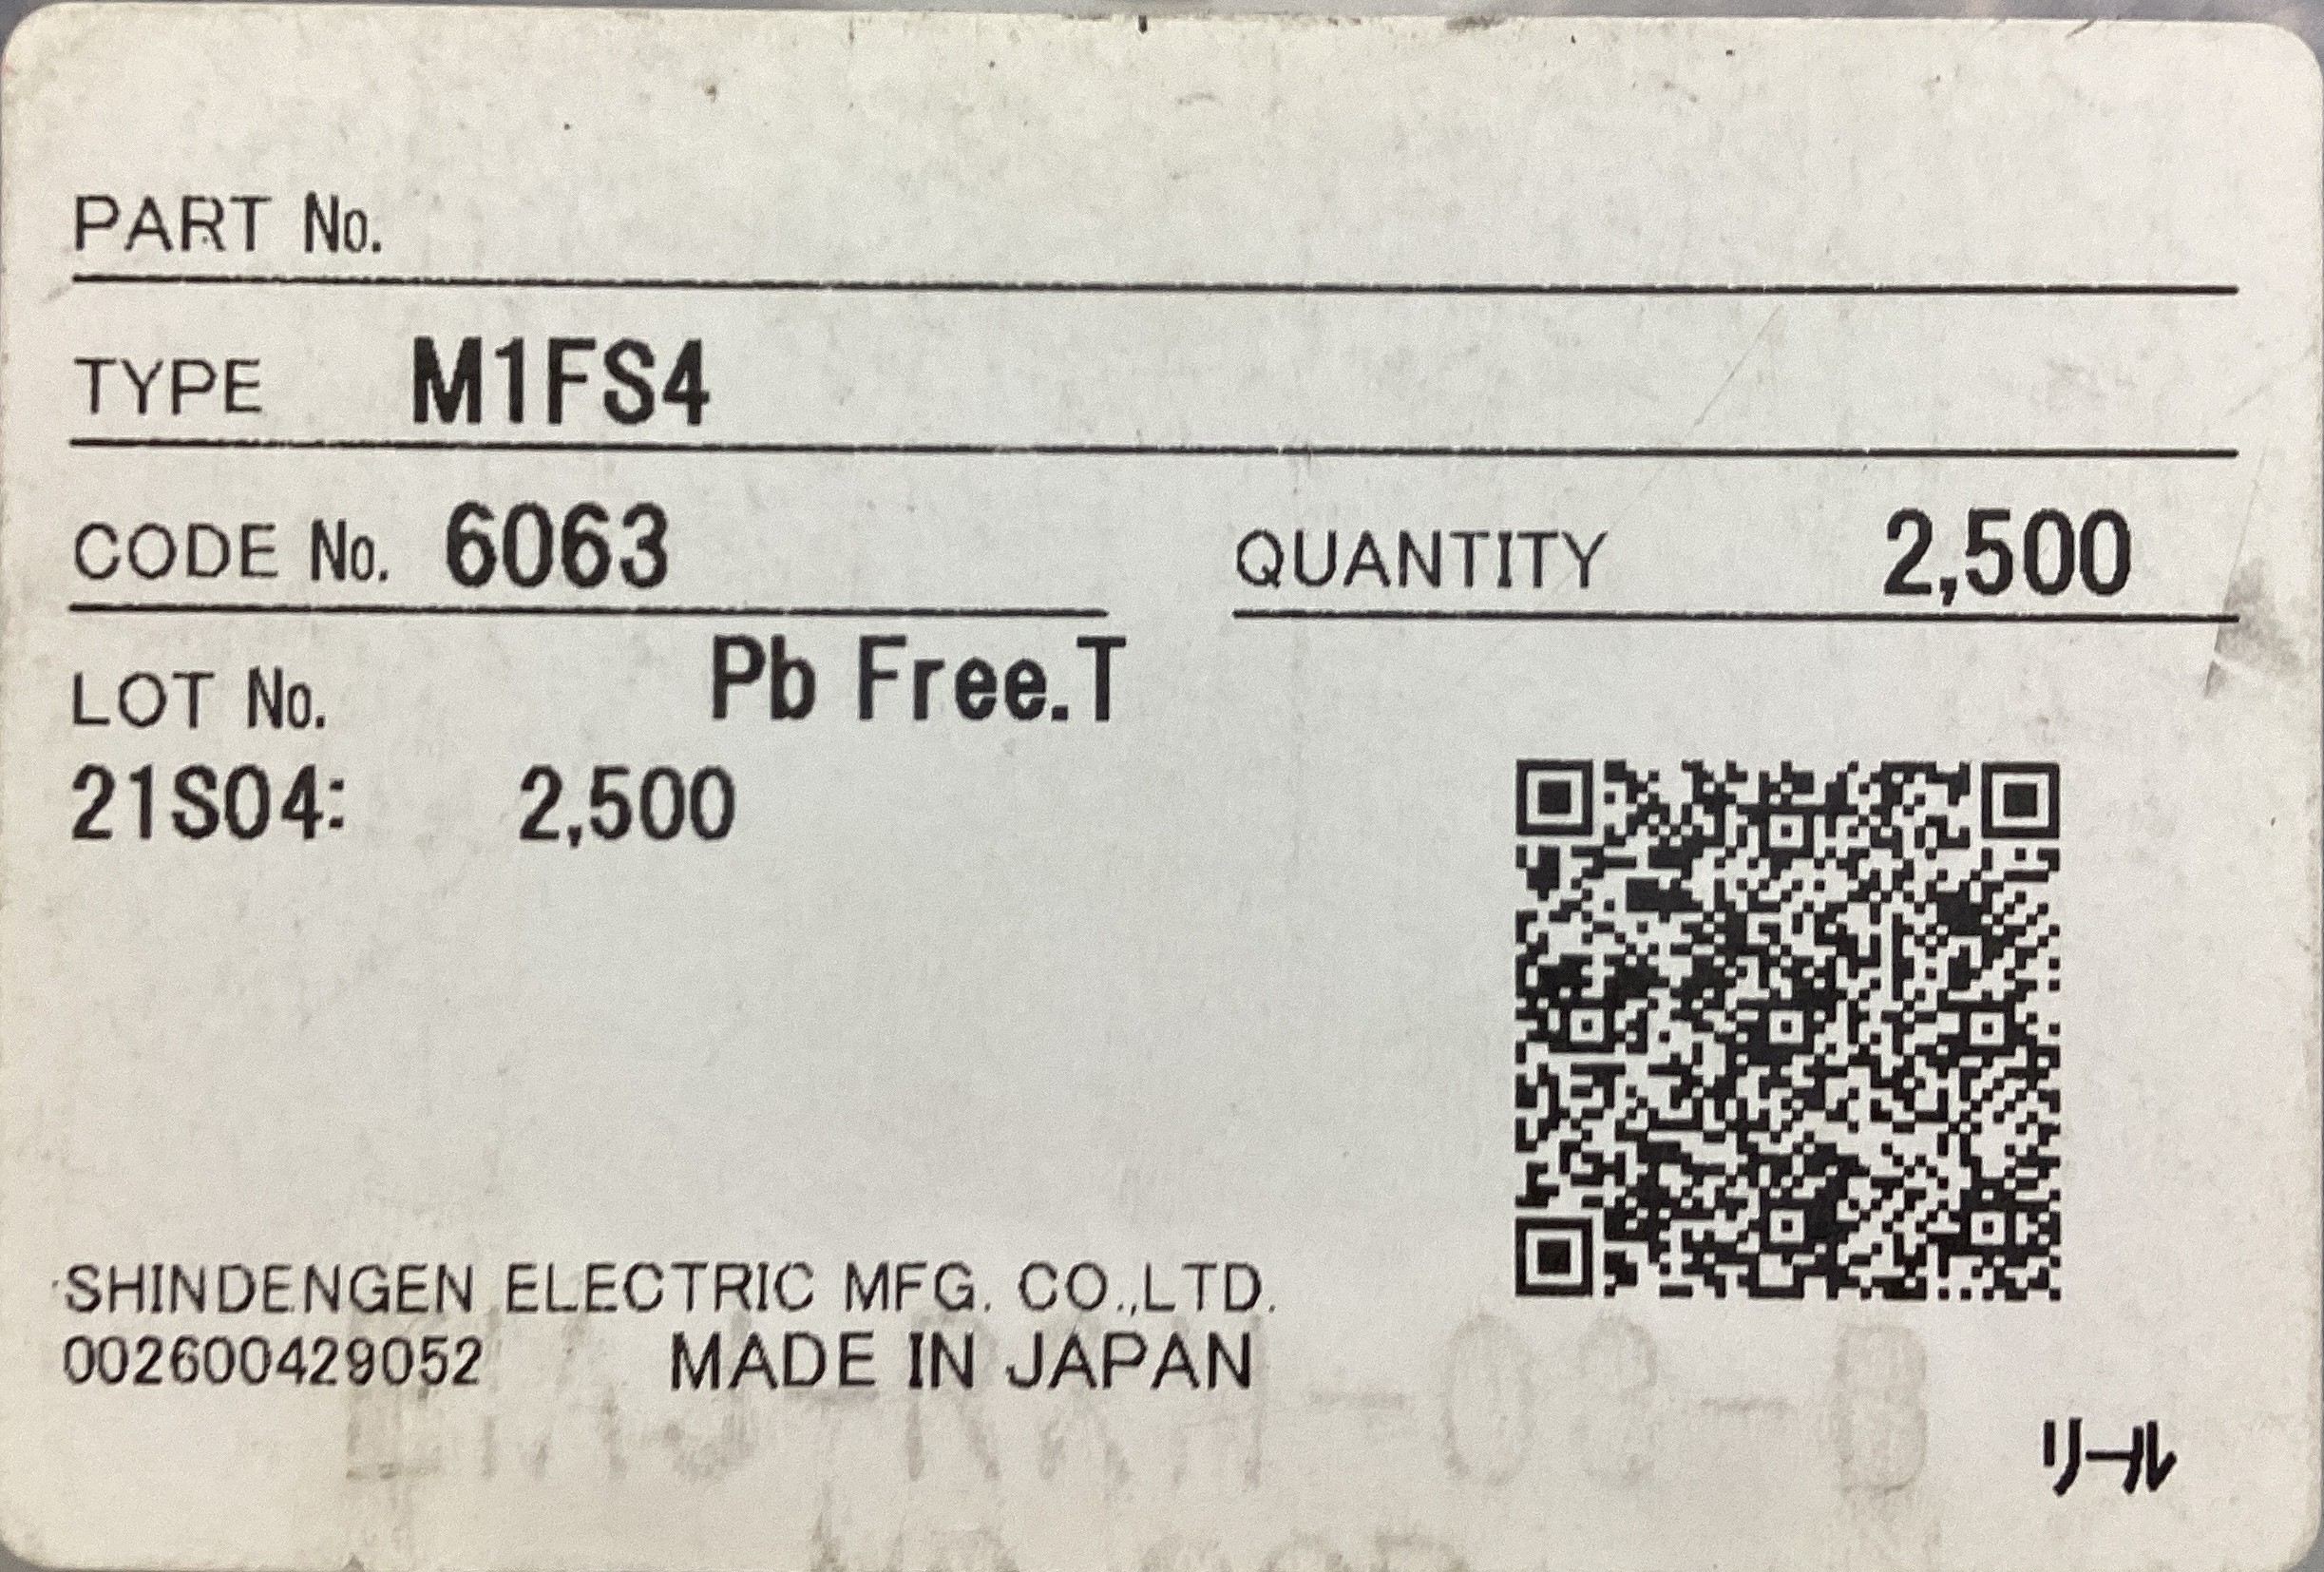 PART No.
TYPE M1FS4
CODE No. 6063 QUANTITY 2,500
LOT No. Pb Free.T
21S04: 2,500
SHINDENGEN ELECTRIC MFG. CO.,LTD.
002600429052 MADE IN JAPAN
リール